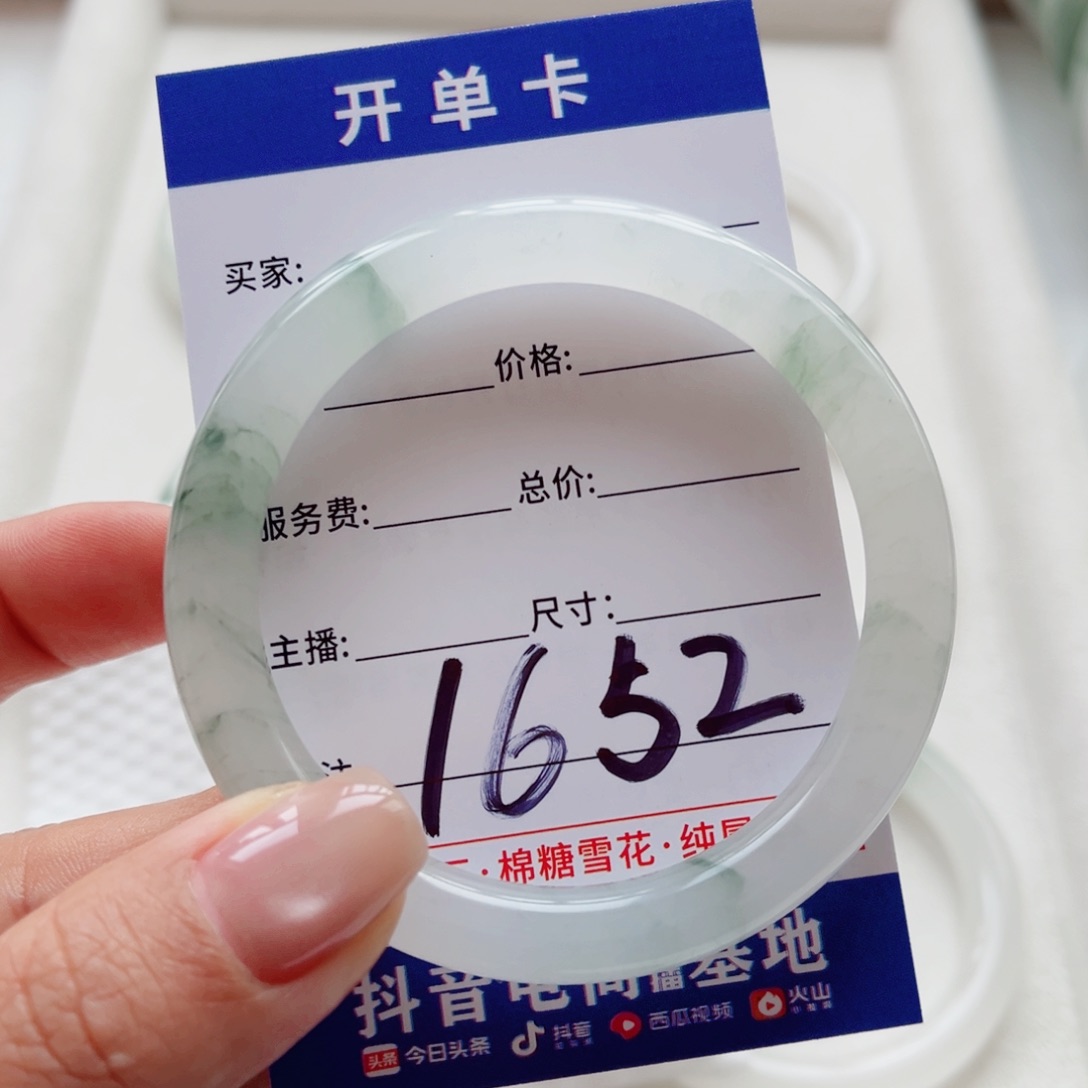 开单卡
买家:
价格:
服务费: 总价:
主播: 尺寸:
1652
·棉糖雪花·纯
抖音电商 播基地
头条 今日头条 抖音 西瓜视频 火山